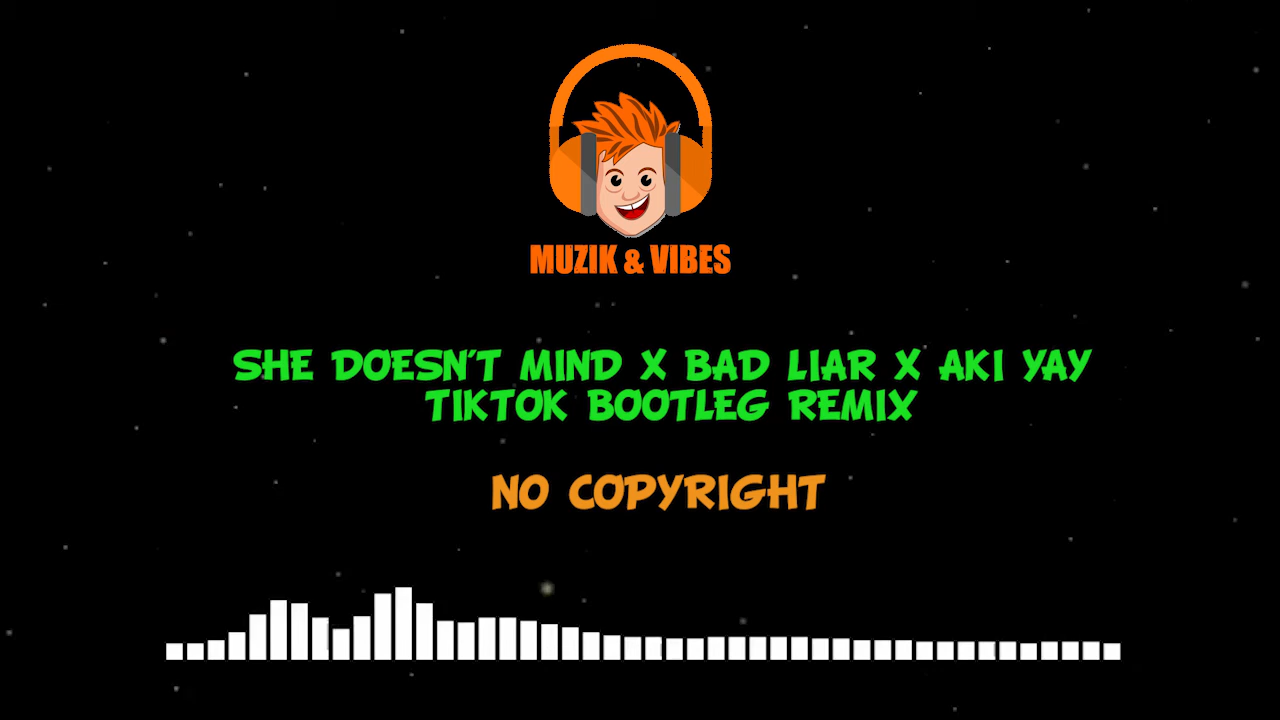 MUZIK & VIBES
SHE DOESN'T MIND X BAD LIAR X AKI YAY
TIKTOK BOOTLEG REMIX
NO COPYRIGHT